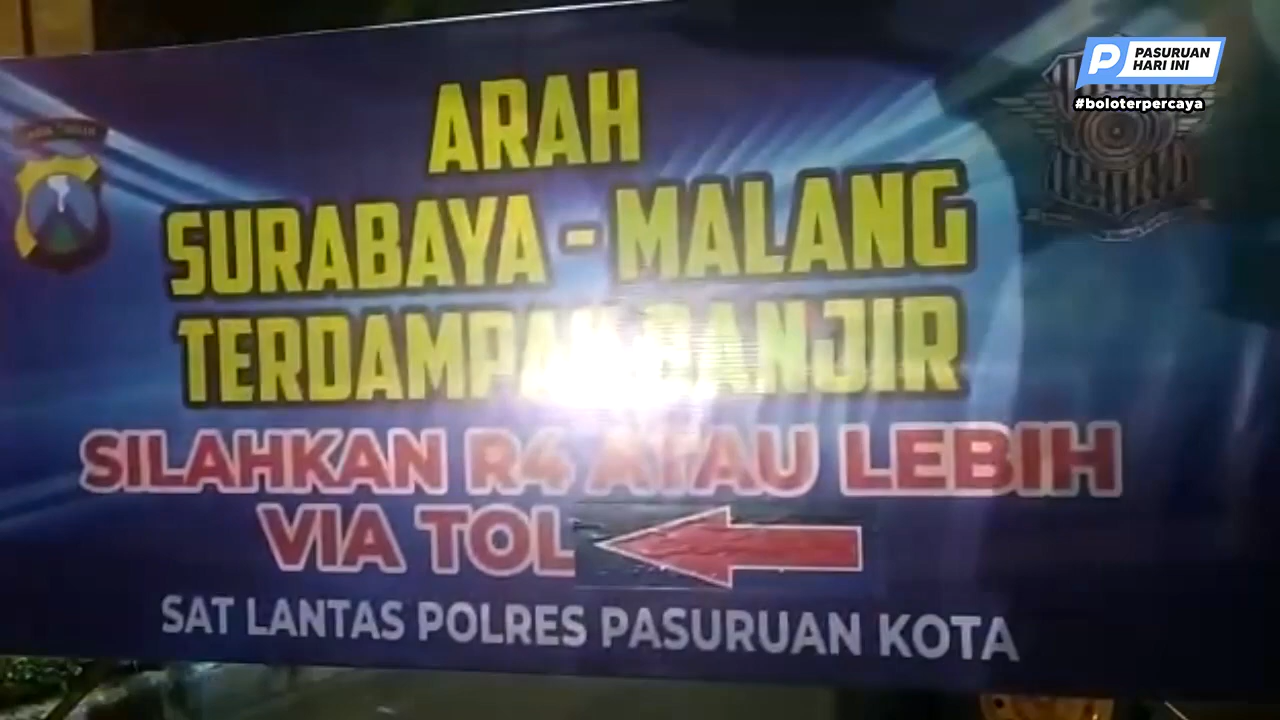 PASURUAN
HARI INI
#boloterpercaya
ARAH
SURABAYA - MALANG
TERDAMPAK BANJIR
SILAHKAN R4 ATAU LEBIH
VIA TOL
SAT LANTAS POLRES PASURUAN KOTA